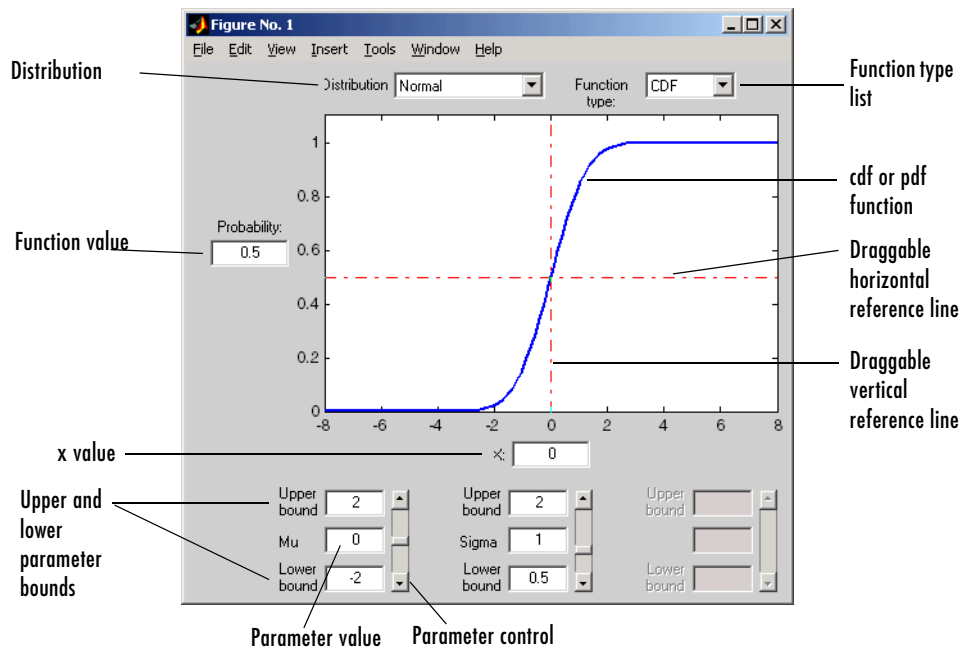 Figure No. 1
File Edit View Insert Tools Window Help
Distribution
Distribution Normal
Function type: CDF
Function type list
1
0.8
0.6
0.4
0.2
0
-8 -6 -4 -2 0 2 4 6 8
Probability:
0.5
Function value
cdf or pdf function
Draggable horizontal reference line
Draggable vertical reference line
x value
x: 0
Upper and lower parameter bounds
Upper bound 2
Mu 0
Lower bound -2
Upper bound 2
Sigma 1
Lower bound 0.5
Upper bound
Lower bound
Parameter value
Parameter control